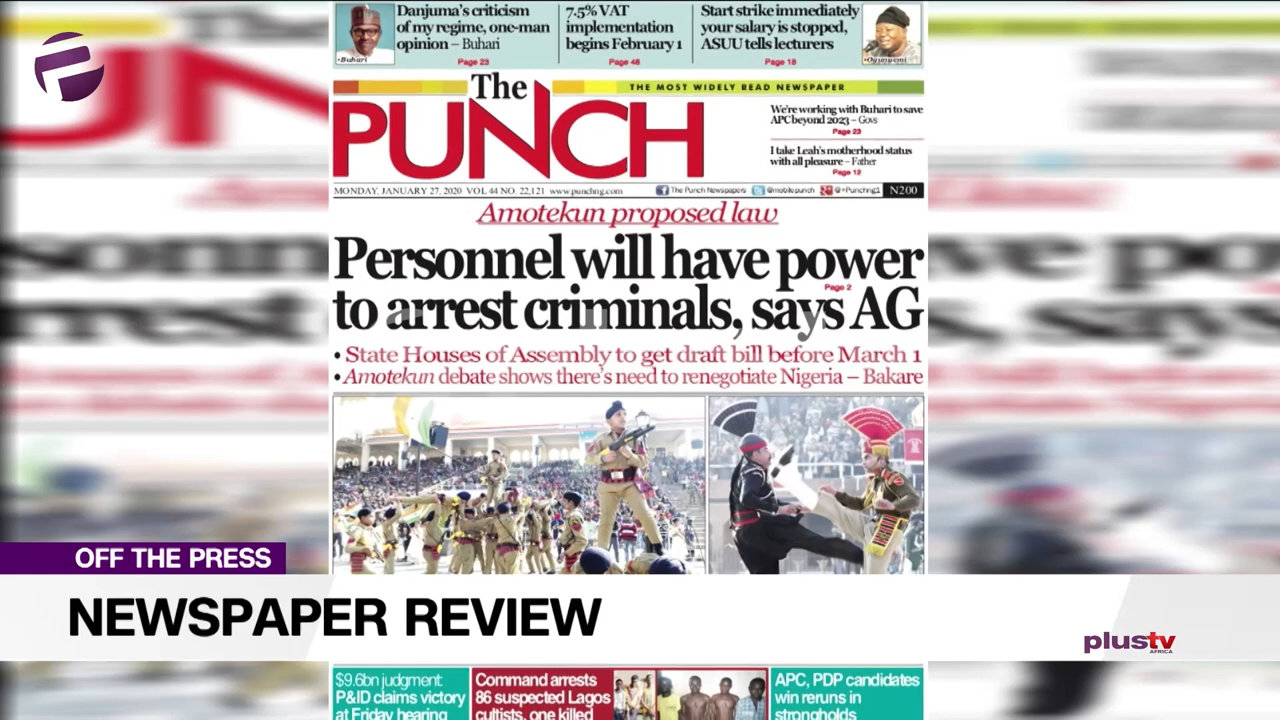 Danjuma's criticism
of my regime, one-man
opinion – Buhari
Page 23
•Buhari
7.5% VAT
implementation
begins February 1
Page 48
Start strike immediately
your salary is stopped,
ASUU tells lecturers
Page 18
•Ogunyemi
The
PUNCH
THE MOST WIDELY READ NEWSPAPER
We're working with Buhari to save
APC beyond 2023 – Govs
Page 23
I take Leah's motherhood status
with all pleasure – Father
Page 12
MONDAY, JANUARY 27, 2020 VOL 44 NO. 22,121 www.punchng.com
The Punch Newspapers
@mobilepunch
@+Punchng1
N200
Amotekun proposed law
Personnel will have power
Page 2
to arrest criminals, says AG
• State Houses of Assembly to get draft bill before March 1
• Amotekun debate shows there's need to renegotiate Nigeria – Bakare
OFF THE PRESS
NEWSPAPER REVIEW
plustv
AFRICA
$9.6bn judgment:
P&ID claims victory
at Friday hearing
Command arrests
86 suspected Lagos
cultists, one killed
APC, PDP candidates
win reruns in
strongholds